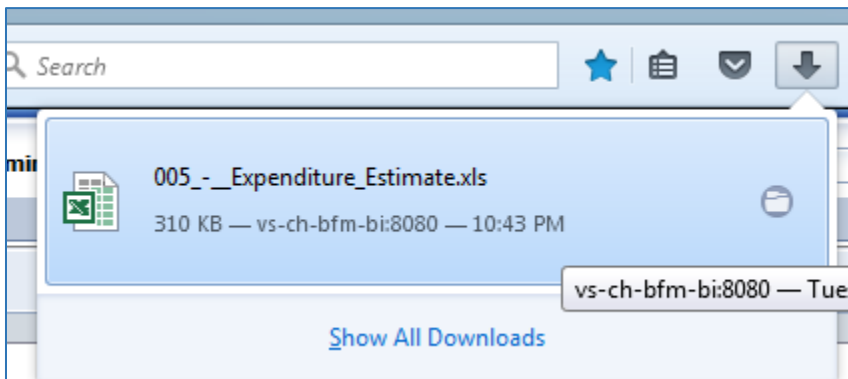 Search
min
005_-__Expenditure_Estimate.xls
310 KB — vs-ch-bfm-bi:8080 — 10:43 PM
vs-ch-bfm-bi:8080 — Tue
Show All Downloads